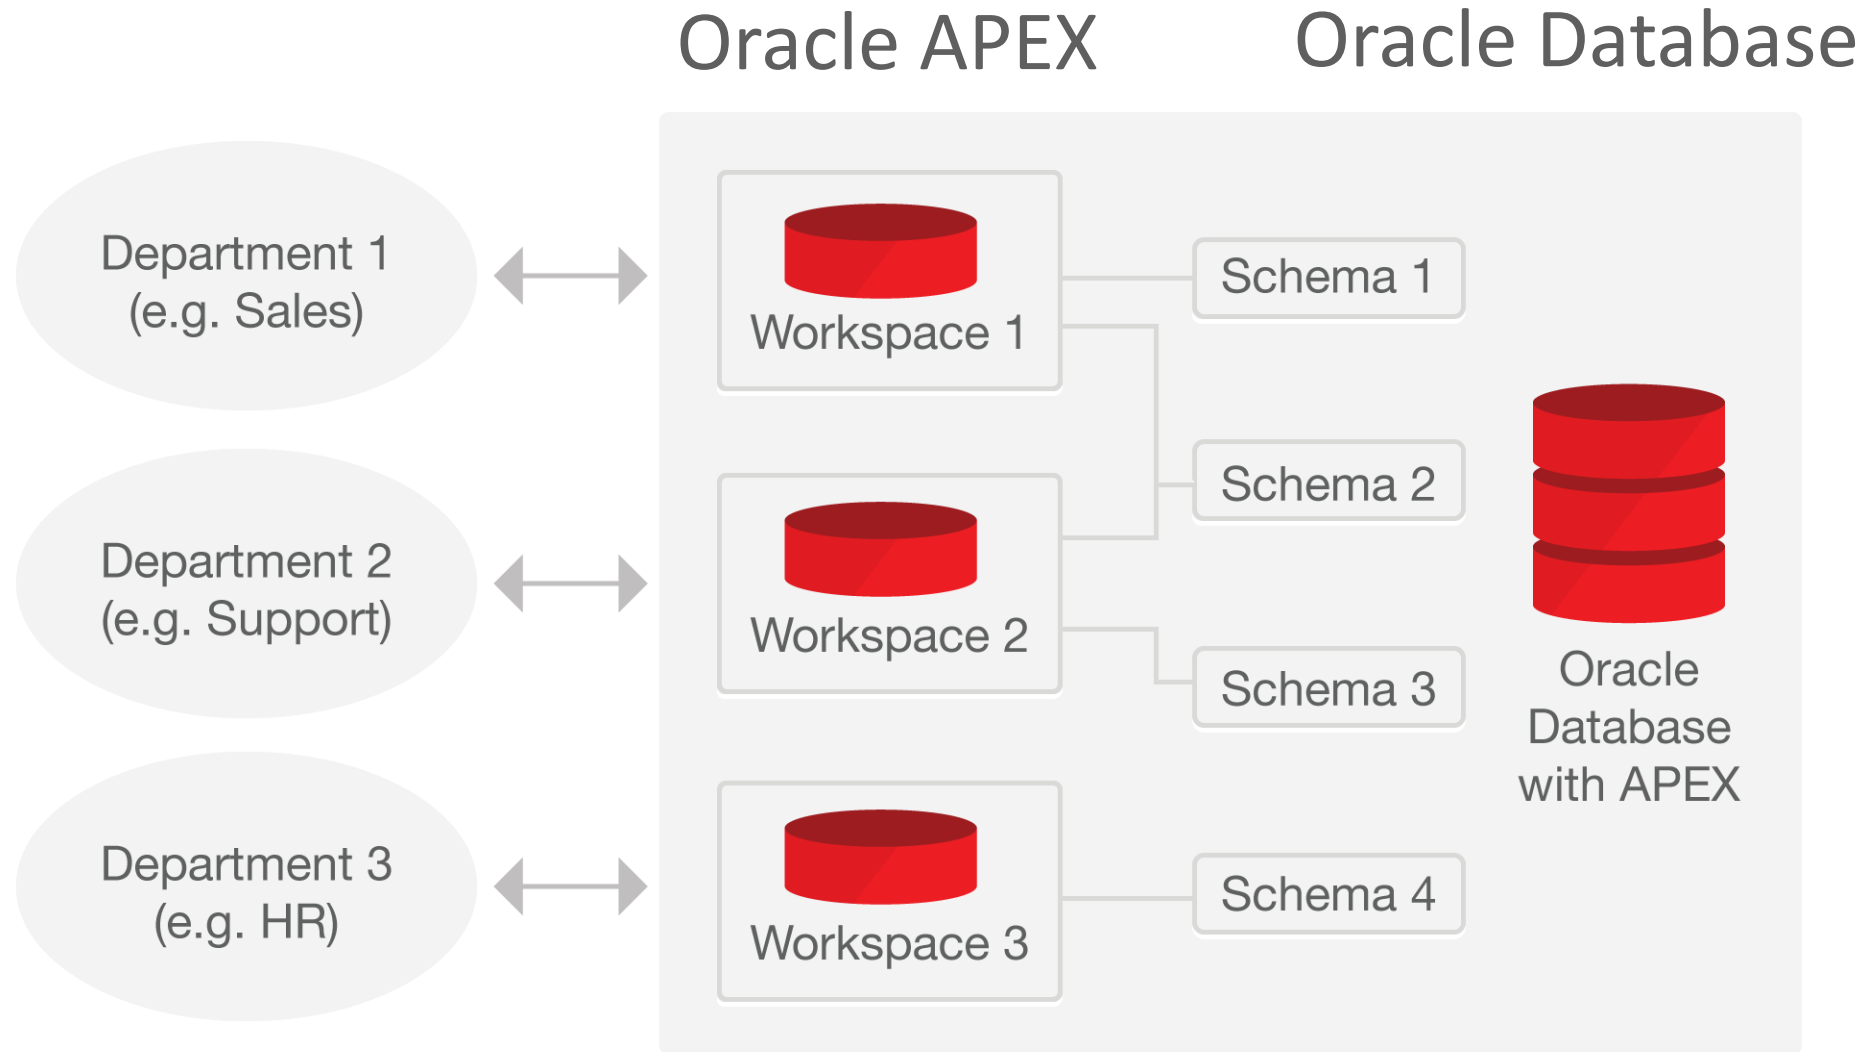 Oracle APEX
Oracle Database
Department 1
(e.g. Sales)
Workspace 1
Schema 1
Department 2
(e.g. Support)
Workspace 2
Schema 2
Schema 3
Department 3
(e.g. HR)
Workspace 3
Schema 4
Oracle
Database
with APEX